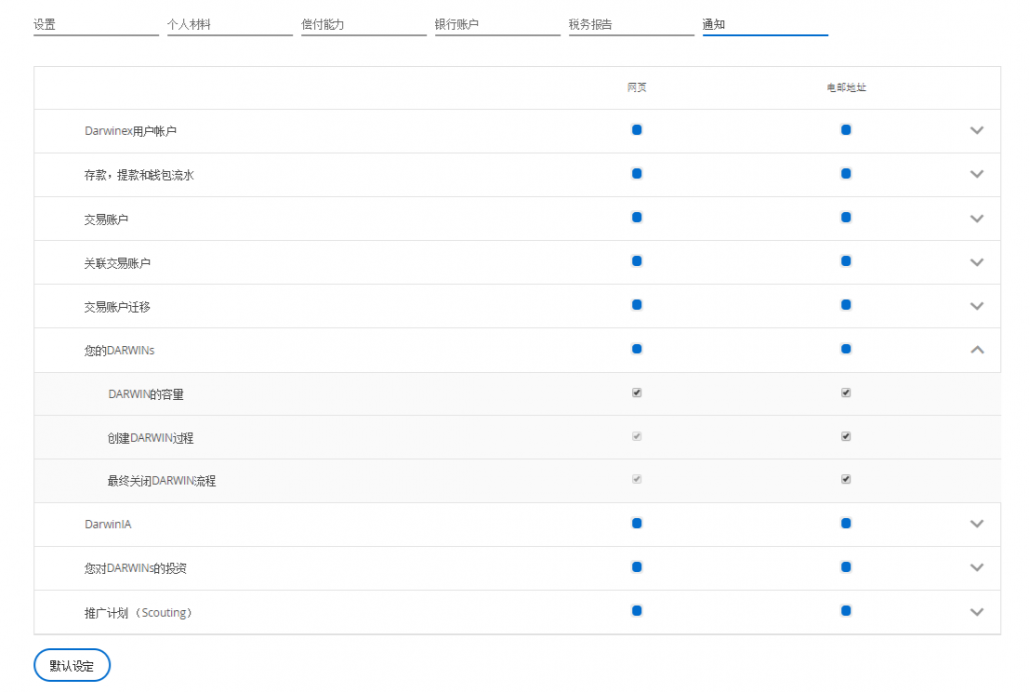 设置 个人材料 偿付能力 银行账户 税务报告 通知
网页 电邮地址
Darwinex用户帐户
存款，提款和钱包流水
交易账户
关联交易账户
交易账户迁移
您的DARWINs
DARWIN的容量
创建DARWIN过程
最终关闭DARWIN流程
DarwinIA
您对DARWINs的投资
推广计划（Scouting）
默认设定